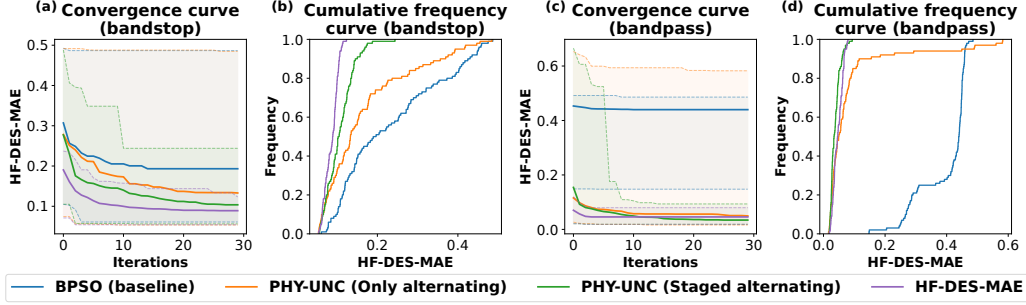 (a) Convergence curve
(bandstop)
HF-DES-MAE
0.5
0.4
0.3
0.2
0.1
0
10
20
30
Iterations
(b) Cumulative frequency
curve (bandstop)
Frequency
1.0
0.8
0.6
0.4
0.2
0.0
0.2
0.4
HF-DES-MAE
(c) Convergence curve
(bandpass)
HF-DES-MAE
0.6
0.4
0.2
0.0
0
10
20
30
Iterations
(d) Cumulative frequency
curve (bandpass)
Frequency
1.0
0.8
0.6
0.4
0.2
0.0
0.0
0.2
0.4
0.6
HF-DES-MAE
BPSO (baseline) PHY-UNC (Only alternating) PHY-UNC (Staged alternating) HF-DES-MAE